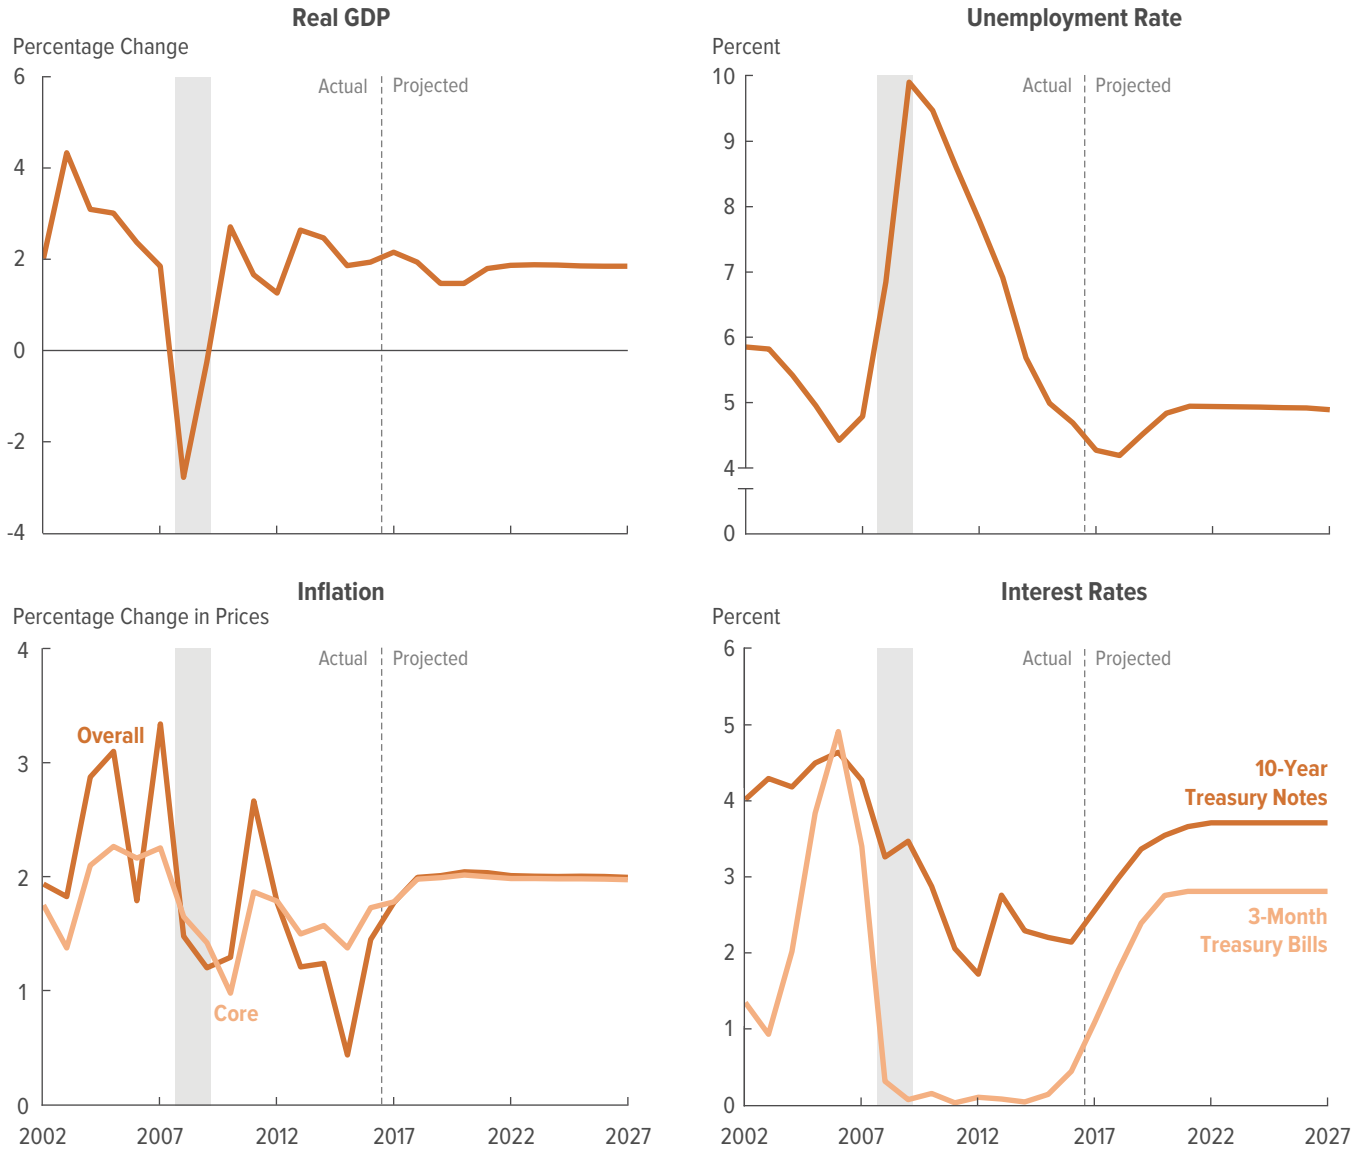 Real GDP
Percentage Change
6
4
2
0
-2
-4
Actual
Projected
Unemployment Rate
Percent
10
9
8
7
6
5
4
0
Actual
Projected
Inflation
Percentage Change in Prices
4
3
2
1
0
Actual
Projected
Overall
Core
2002
2007
2012
2017
2022
2027
Interest Rates
Percent
6
5
4
3
2
1
0
Actual
Projected
10-Year
Treasury Notes
3-Month
Treasury Bills
2002
2007
2012
2017
2022
2027